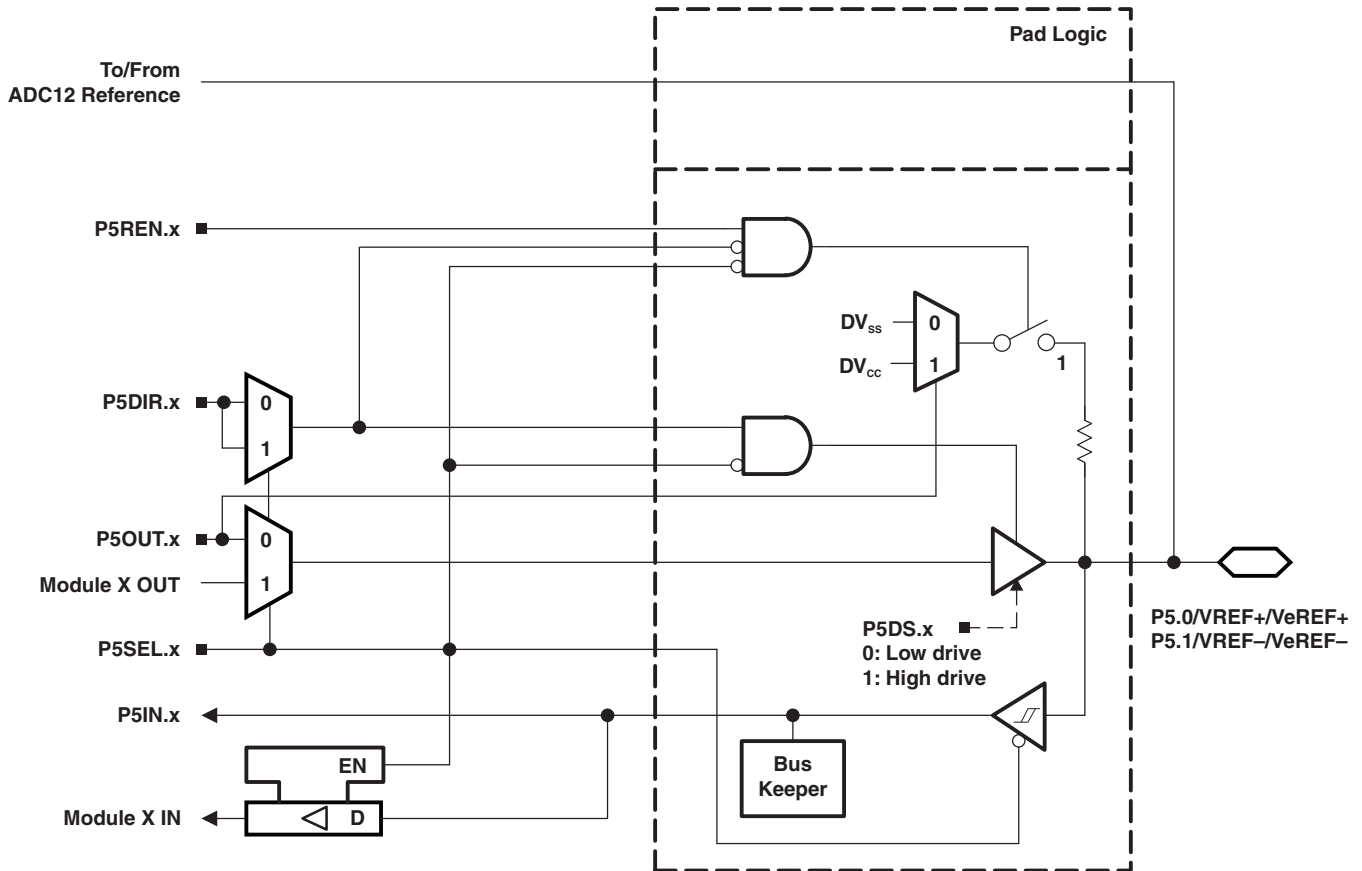 Pad Logic
To/From
ADC12 Reference
P5REN.x
DVss
0
DVcc
1
1
P5DIR.x
0
1
P5OUT.x
0
Module X OUT
1
P5SEL.x
P5DS.x
0: Low drive
1: High drive
P5.0/VREF+/VeREF+
P5.1/VREF–/VeREF–
P5IN.x
Bus
Keeper
EN
Module X IN
D